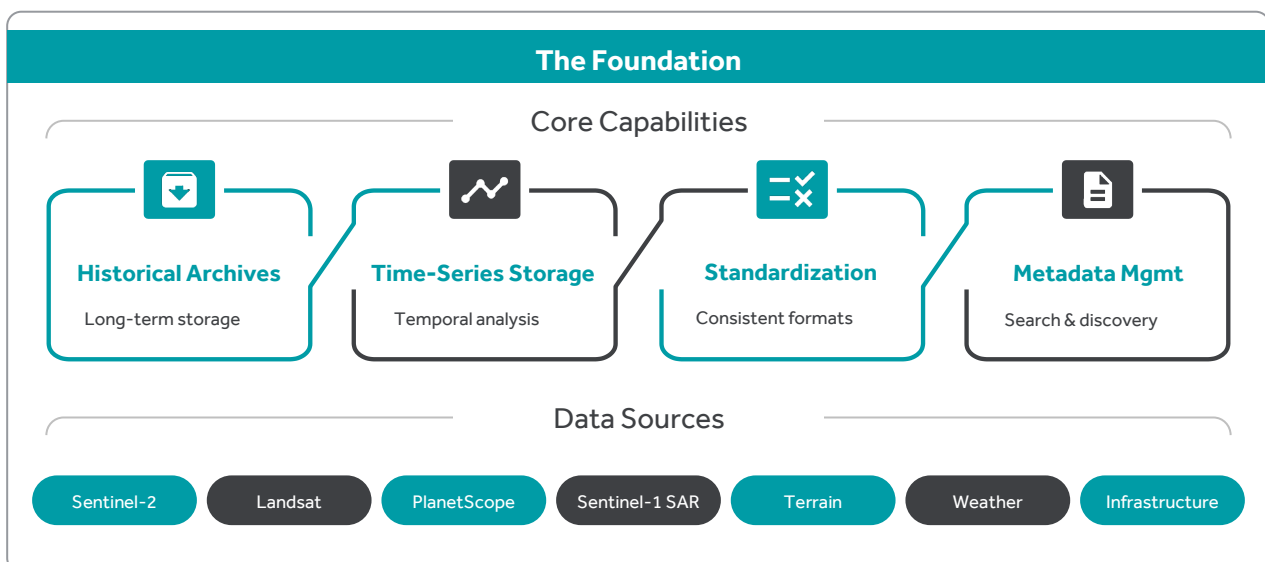 The Foundation
Core Capabilities
Historical Archives
Long-term storage
Time-Series Storage
Temporal analysis
Standardization
Consistent formats
Metadata Mgmt
Search & discovery
Data Sources
Sentinel-2
Landsat
PlanetScope
Sentinel-1 SAR
Terrain
Weather
Infrastructure